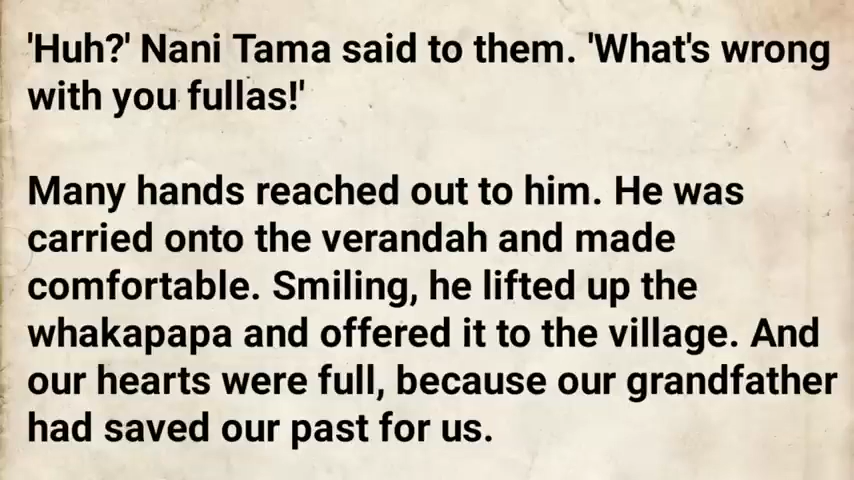 'Huh?' Nani Tama said to them. 'What's wrong
with you fullas!'
Many hands reached out to him. He was
carried onto the verandah and made
comfortable. Smiling, he lifted up the
whakapapa and offered it to the village. And
our hearts were full, because our grandfather
had saved our past for us.